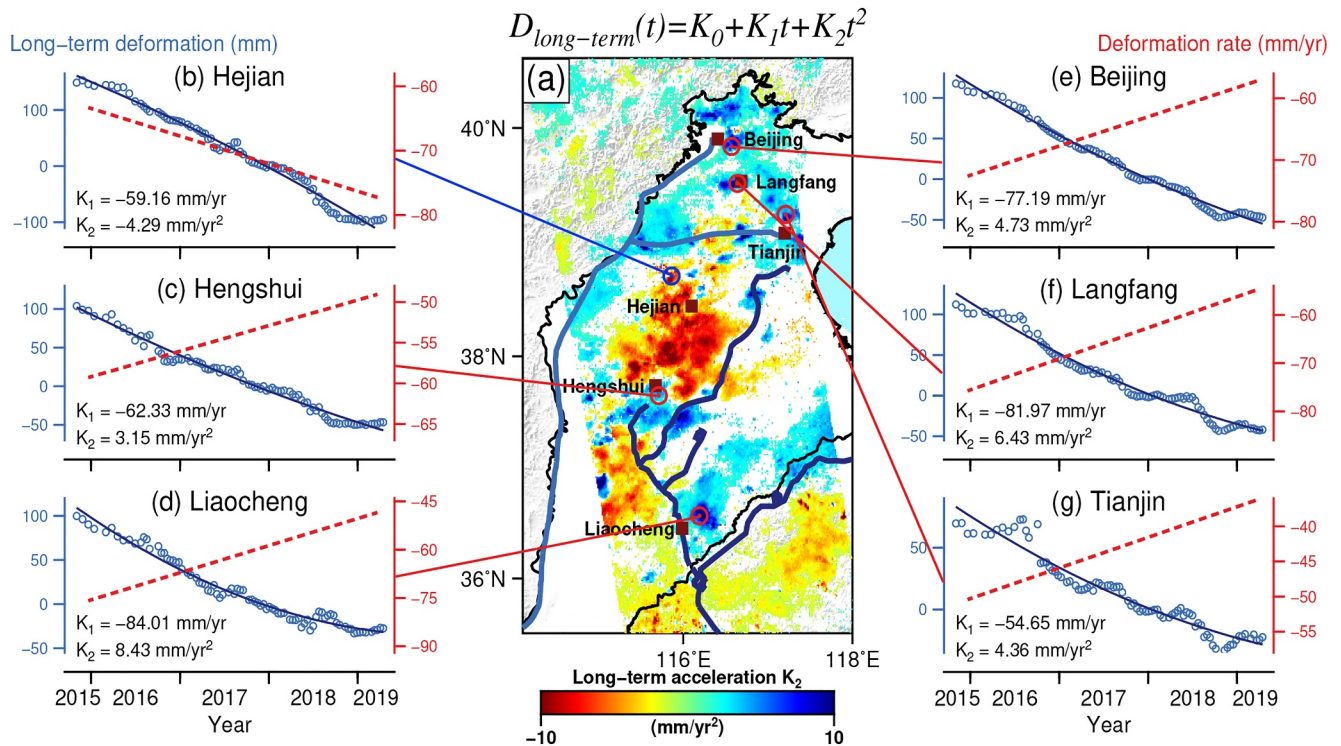 D_long−term(t)=K₀+K₁t+K₂t²
Long−term deformation (mm)
Deformation rate (mm/yr)
(b) Hejian
100
0
−100
−60
−70
−80
K₁ = −59.16 mm/yr
K₂ = −4.29 mm/yr²
(c) Hengshui
100
50
0
−50
−50
−55
−60
−65
K₁ = −62.33 mm/yr
K₂ = 3.15 mm/yr²
(d) Liaocheng
100
50
0
−50
−45
−60
−75
−90
K₁ = −84.01 mm/yr
K₂ = 8.43 mm/yr²
2015 2016 2017 2018 2019
Year
(a)
40°N
38°N
36°N
116°E
118°E
Beijing
Langfang
Tianjin
Hejian
Hengshui
Liaocheng
Long−term acceleration K₂
(mm/yr²)
−10
10
(e) Beijing
100
50
0
−50
−60
−70
−80
K₁ = −77.19 mm/yr
K₂ = 4.73 mm/yr²
(f) Langfang
100
50
0
−50
−60
−70
−80
K₁ = −81.97 mm/yr
K₂ = 6.43 mm/yr²
(g) Tianjin
50
0
−40
−45
−50
−55
K₁ = −54.65 mm/yr
K₂ = 4.36 mm/yr²
2015 2016 2017 2018 2019
Year